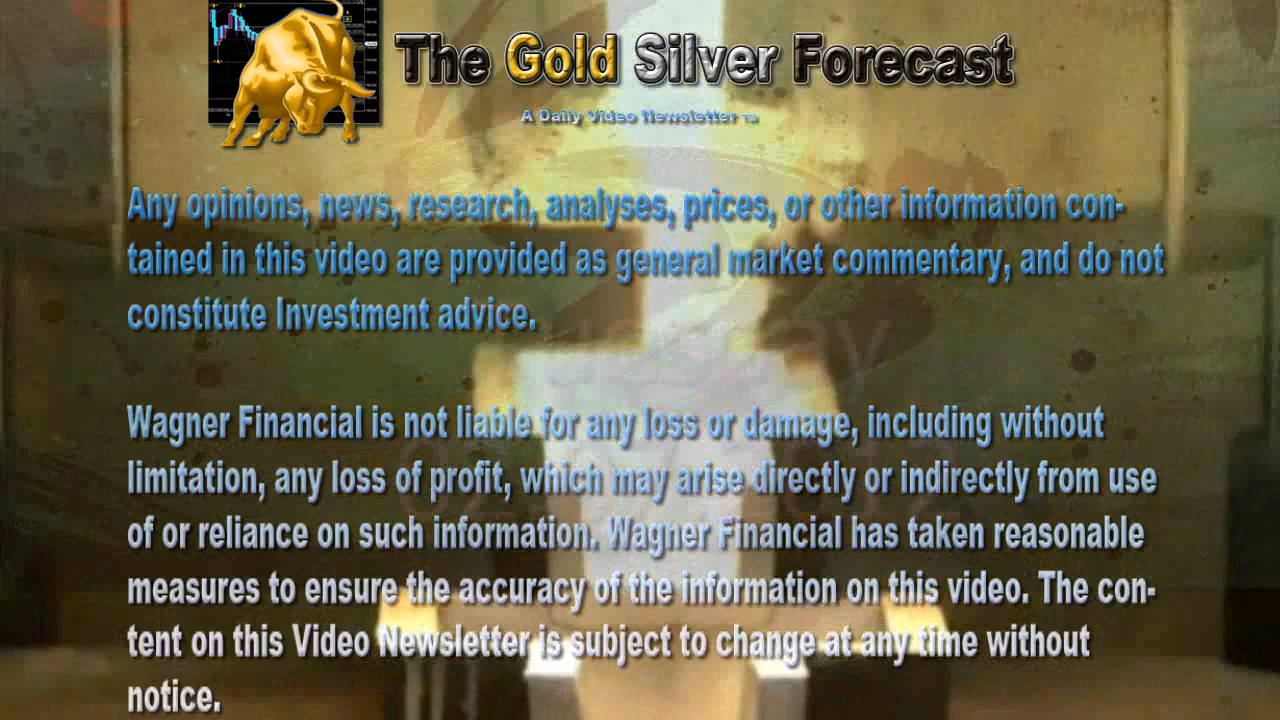 The Gold Silver Forecast
A Daily Video Newsletter ™
Any opinions, news, research, analyses, prices, or other information con-
tained in this video are provided as general market commentary, and do not
constitute Investment advice.
Wagner Financial is not liable for any loss or damage, including without
limitation, any loss of profit, which may arise directly or indirectly from use
of or reliance on such information. Wagner Financial has taken reasonable
measures to ensure the accuracy of the information on this video. The con-
tent on this Video Newsletter is subject to change at any time without
notice.